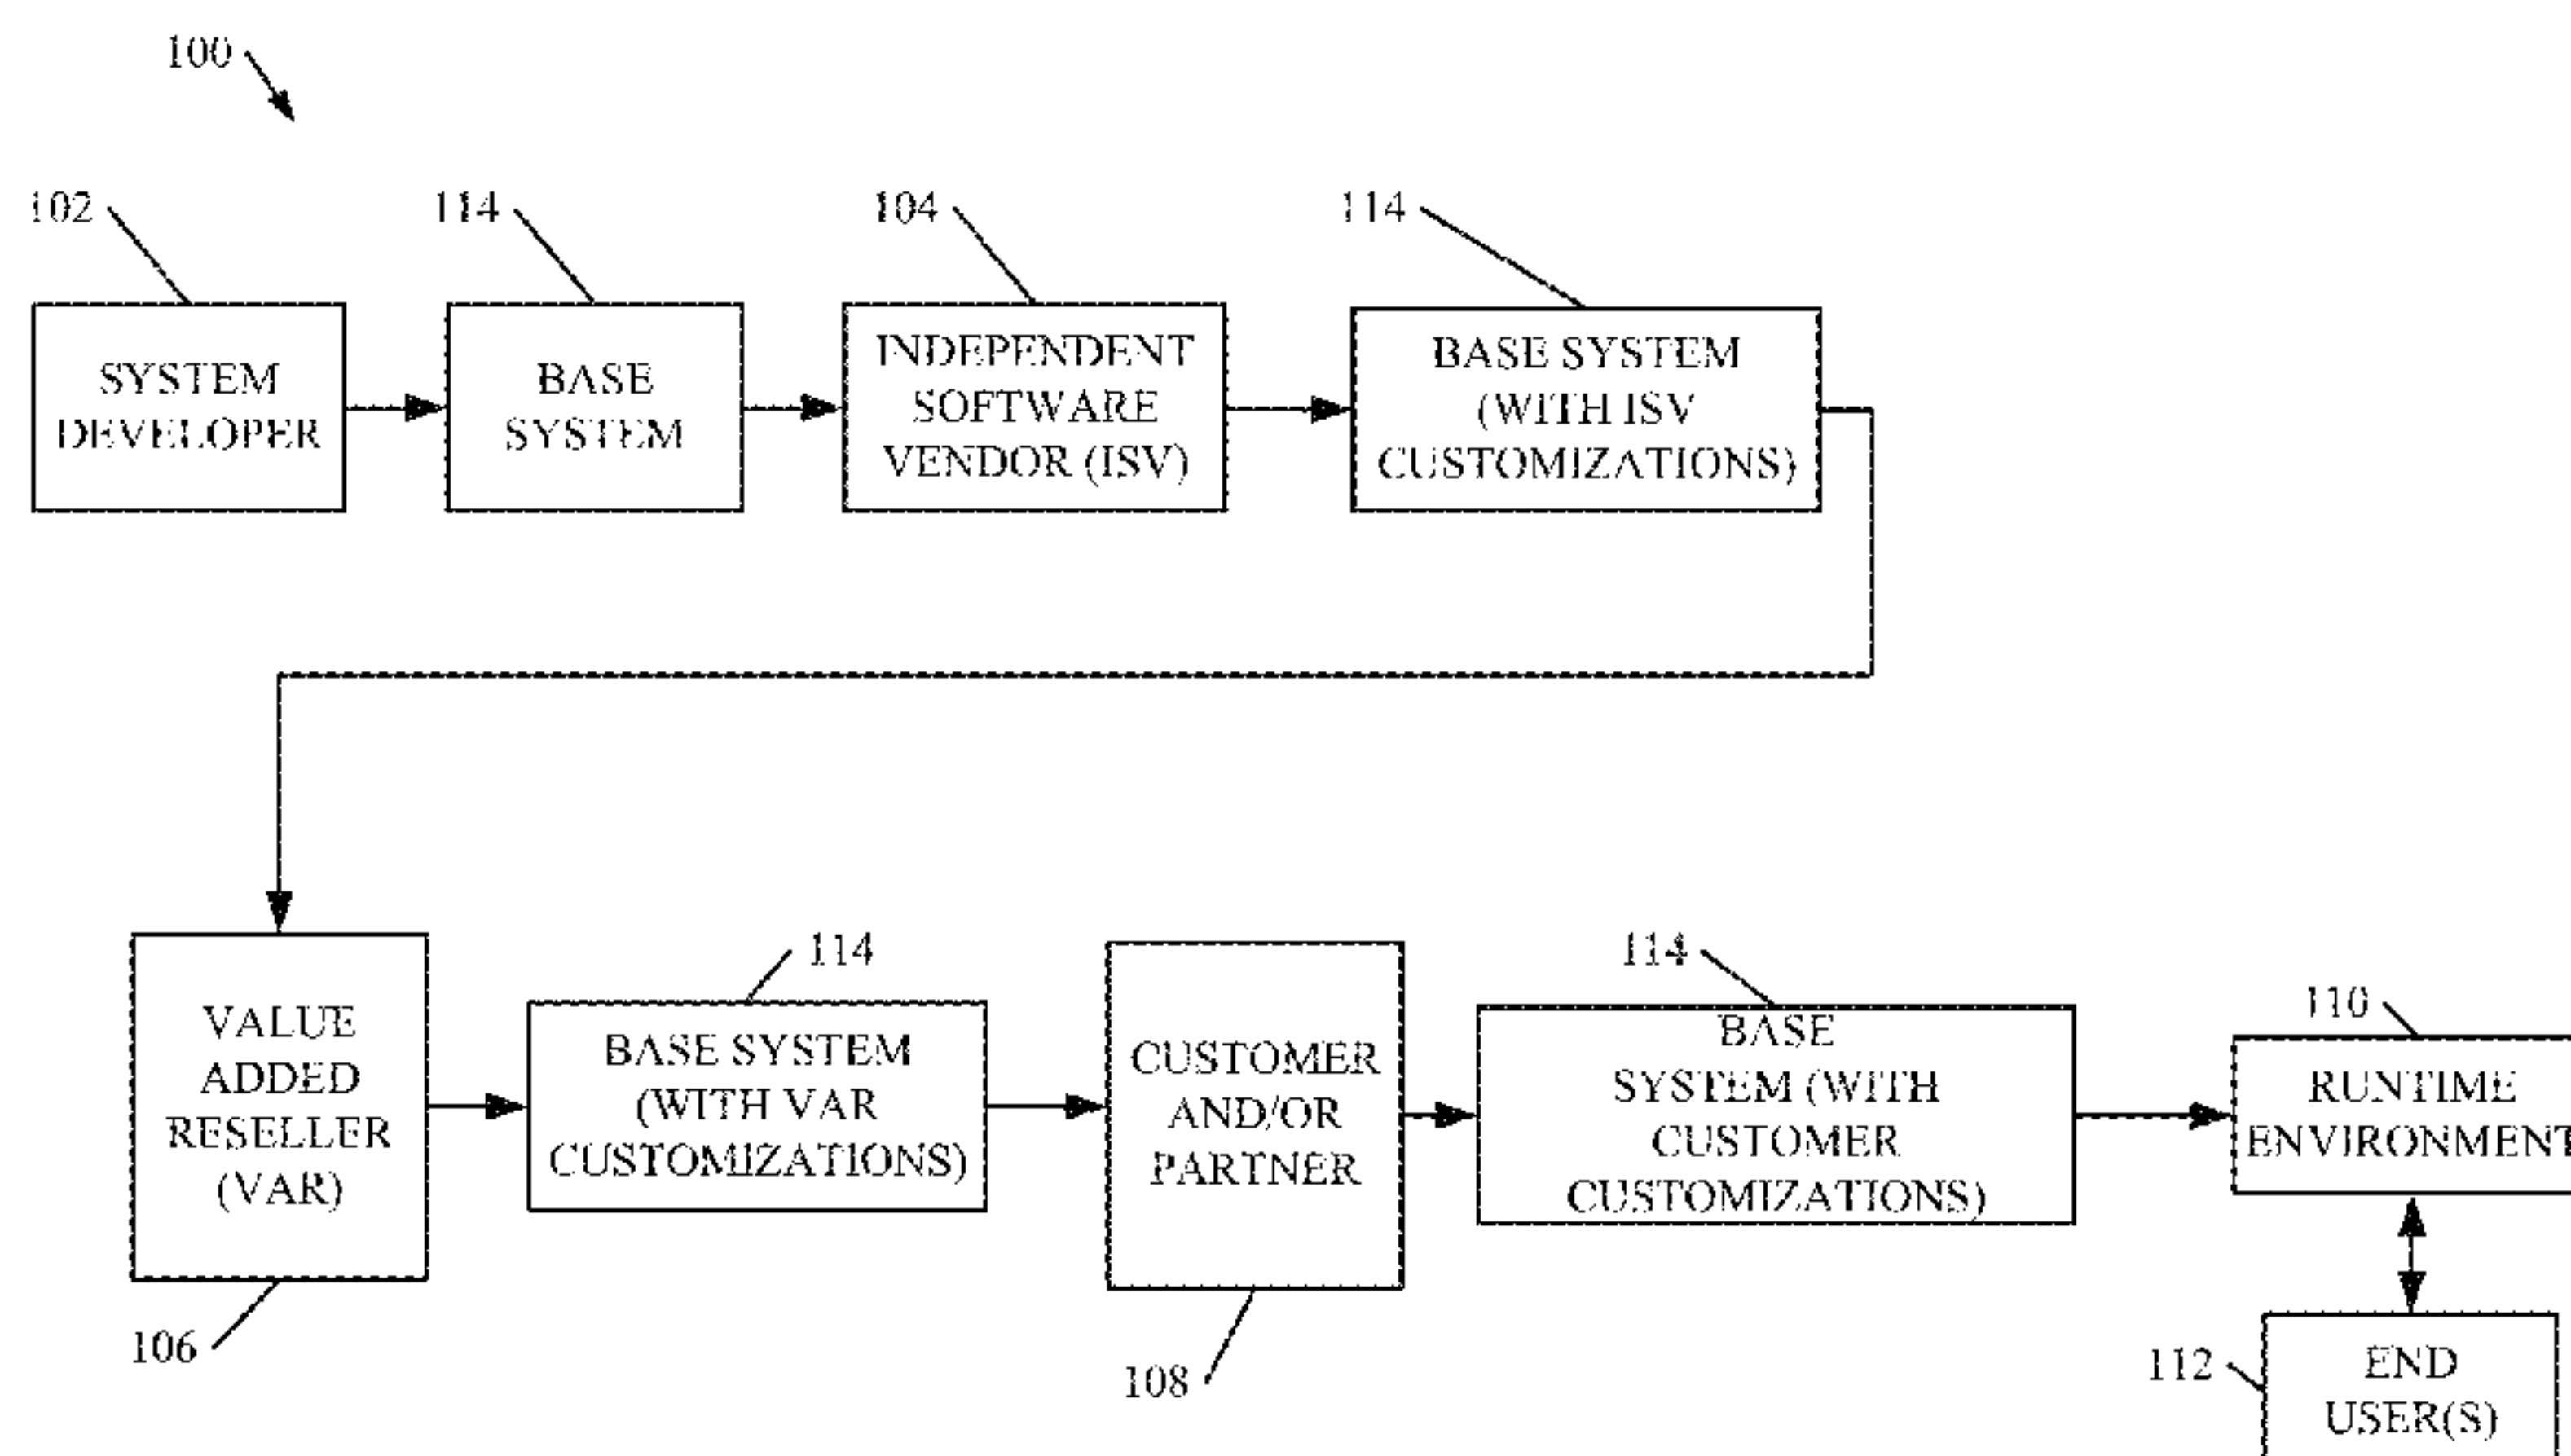 100
102
114
104
114
SYSTEM
DEVELOPER
BASE
SYSTEM
INDEPENDENT
SOFTWARE
VENDOR (ISV)
BASE SYSTEM
(WITH ISV
CUSTOMIZATIONS)
114
114
110
VALUE
ADDED
RESELLER
(VAR)
BASE SYSTEM
(WITH VAR
CUSTOMIZATIONS)
CUSTOMER
AND/OR
PARTNER
BASE
SYSTEM (WITH
CUSTOMER
CUSTOMIZATIONS)
RUNTIME
ENVIRONMENT
106
108
112
END
USER(S)